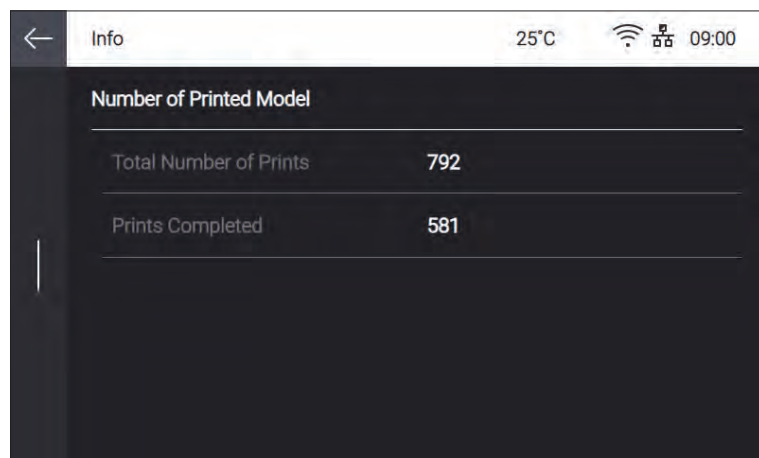 Info 25°C 09:00
Number of Printed Model
Total Number of Prints 792
Prints Completed 581